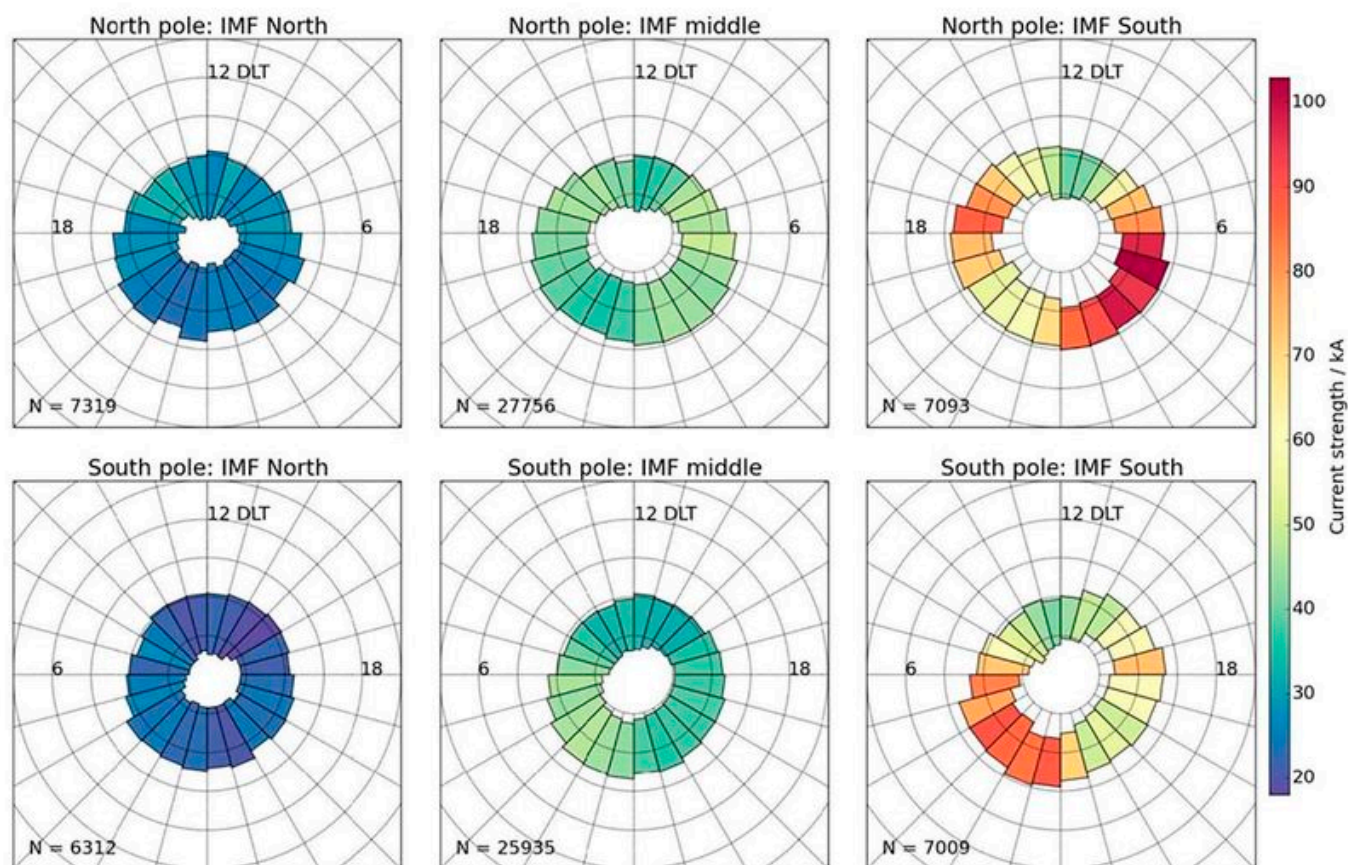 North pole: IMF North
North pole: IMF middle
North pole: IMF South
12 DLT
12 DLT
12 DLT
18
6
18
6
18
6
N = 7319
N = 27756
N = 7093
South pole: IMF North
South pole: IMF middle
South pole: IMF South
12 DLT
12 DLT
12 DLT
6
18
6
18
6
18
N = 6312
N = 25935
N = 7009
100
90
80
70
60
50
40
30
20
Current strength / kA